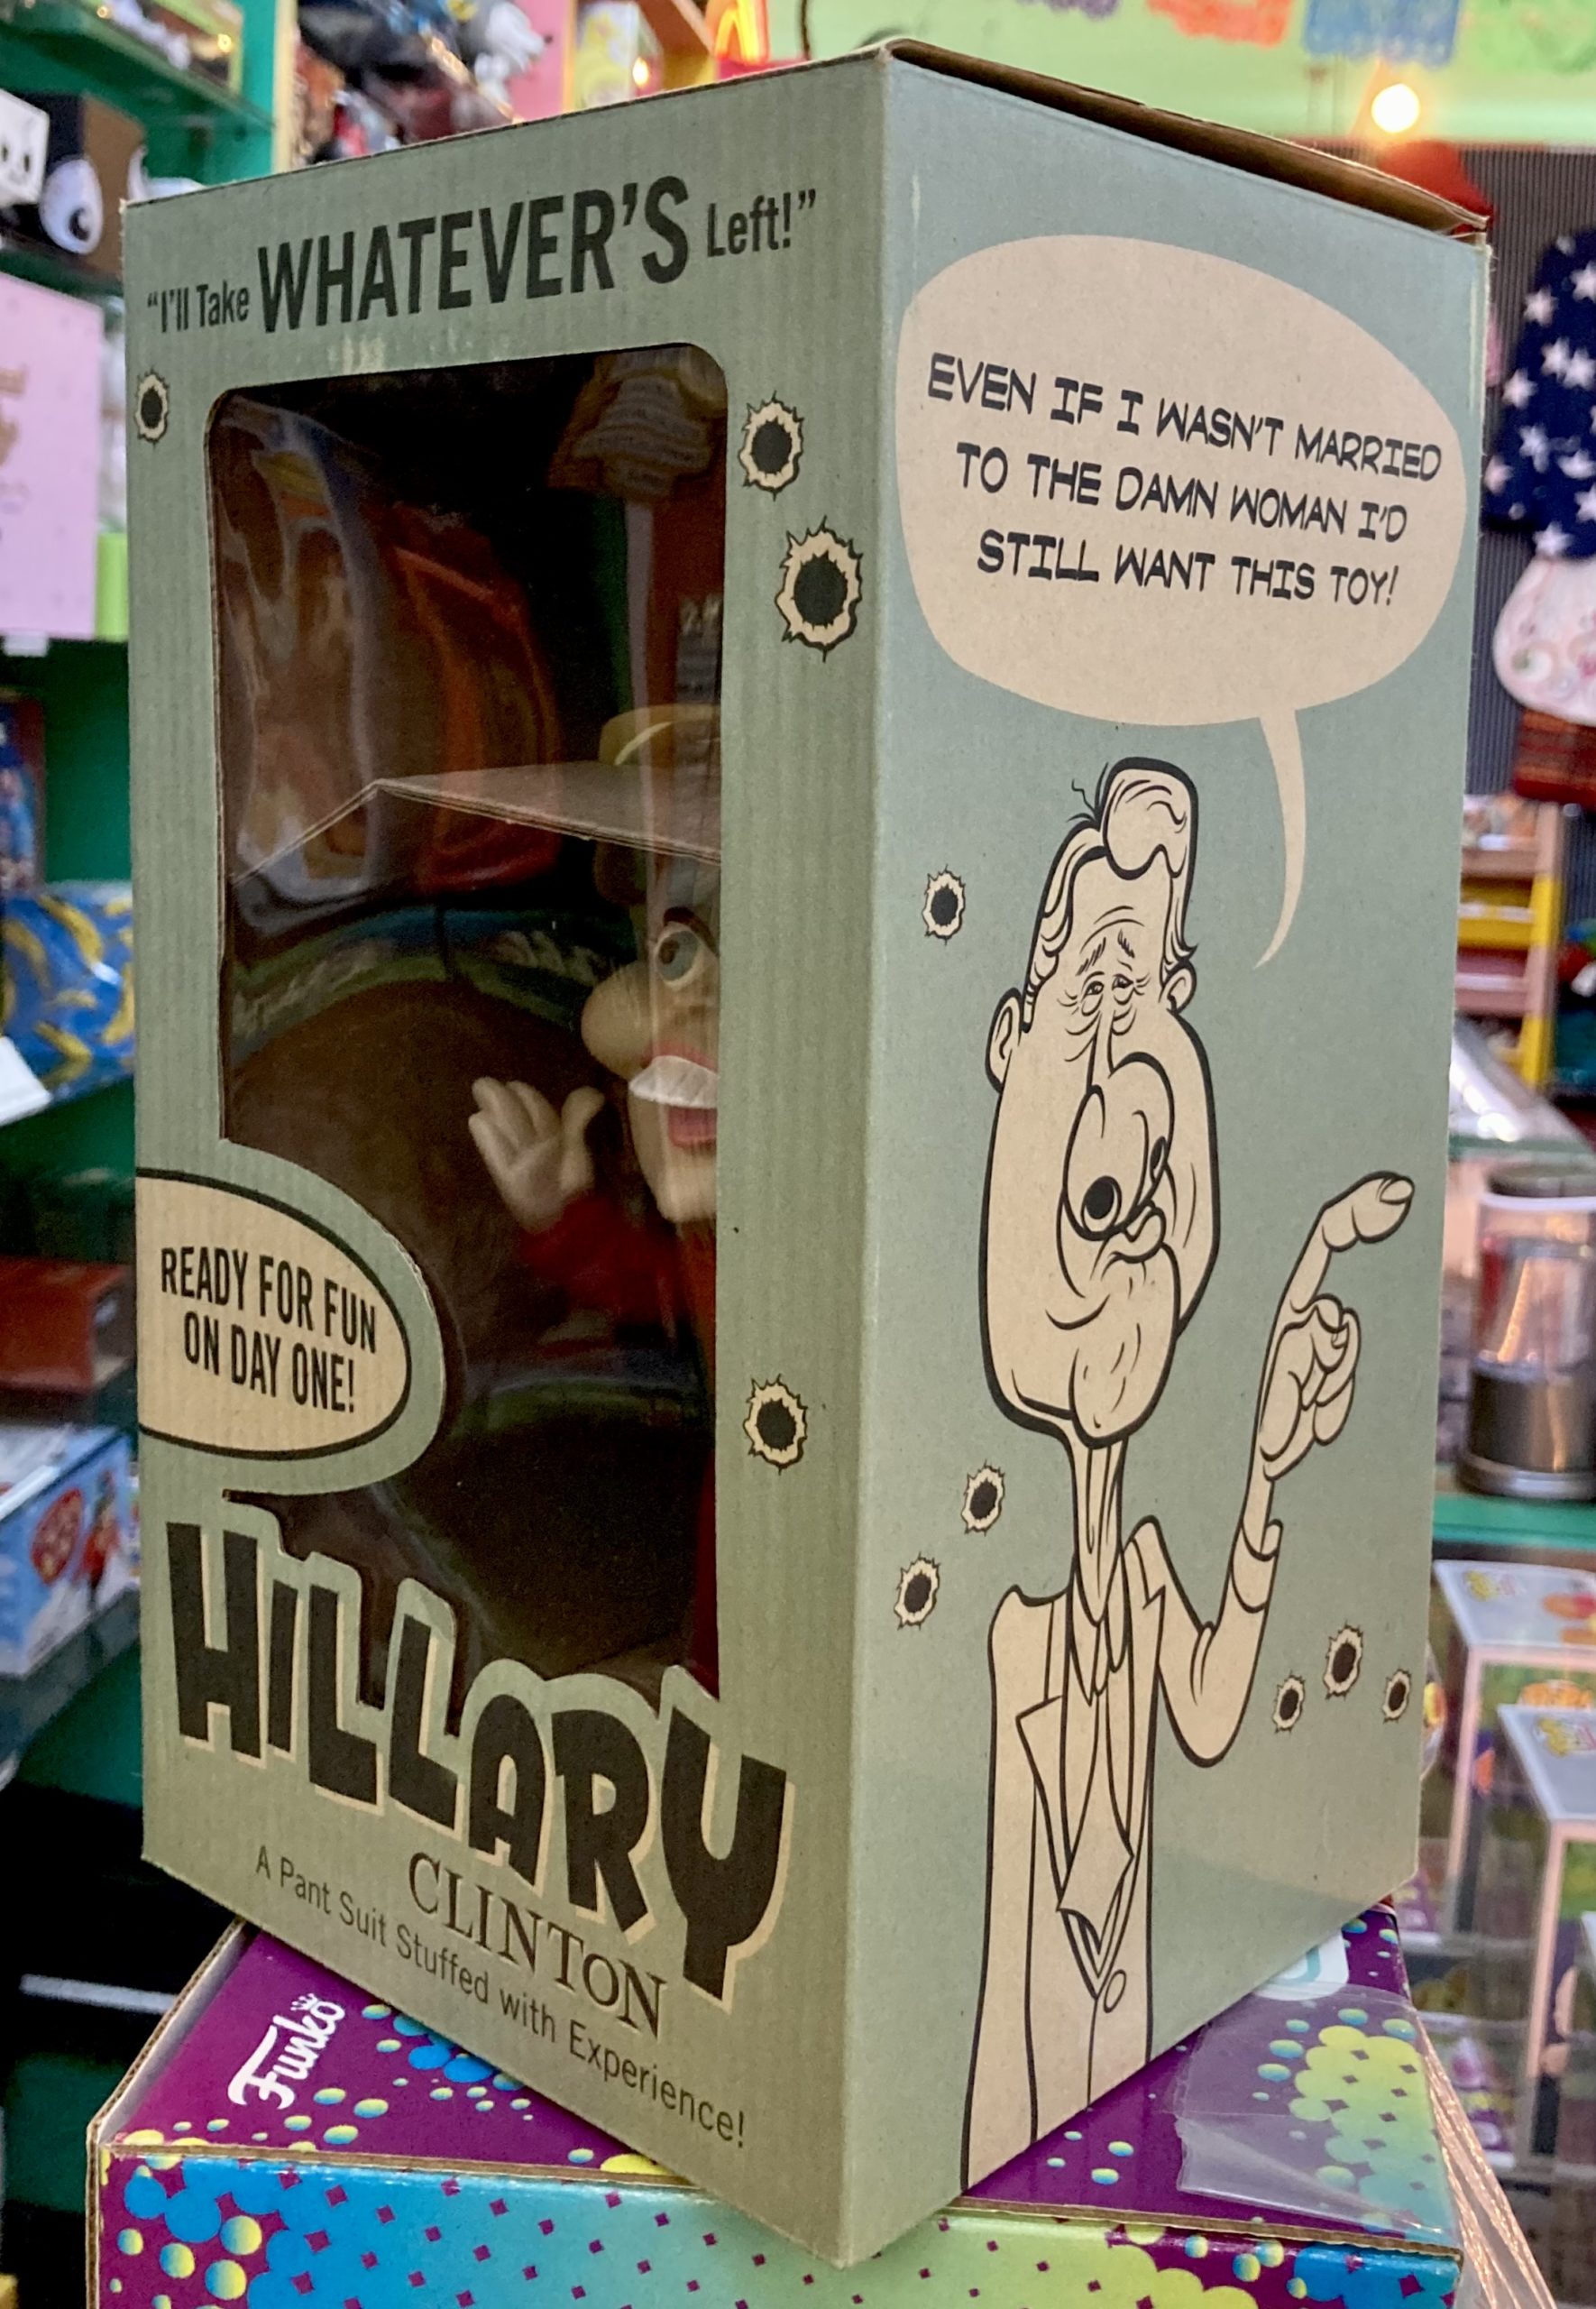 "I'll Take WHATEVER'S Left!"
EVEN IF I WASN'T MARRIED
TO THE DAMN WOMAN I'D
STILL WANT THIS TOY!
READY FOR FUN
ON DAY ONE!
HiLLARY
CLINTON
A Pant Suit Stuffed with Experience!
Funko